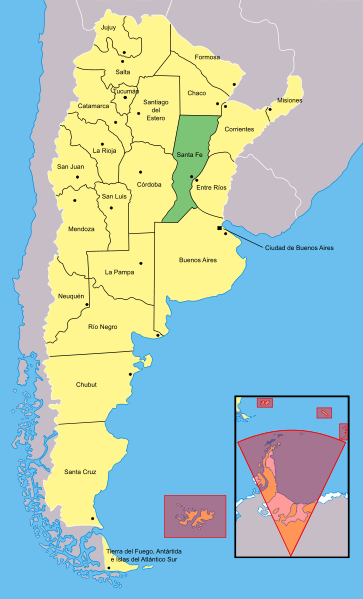 Jujuy
Formosa
Salta
Chaco
Tucumán
Misiones
Catamarca
Santiago
del
Estero
Corrientes
La Rioja
Santa Fe
San Juan
Córdoba
Entre Ríos
San Luis
Mendoza
Ciudad de Buenos Aires
Buenos Aires
La Pampa
Neuquén
Río Negro
Chubut
Santa Cruz
Tierra del Fuego, Antártida
e Islas del Atlántico Sur